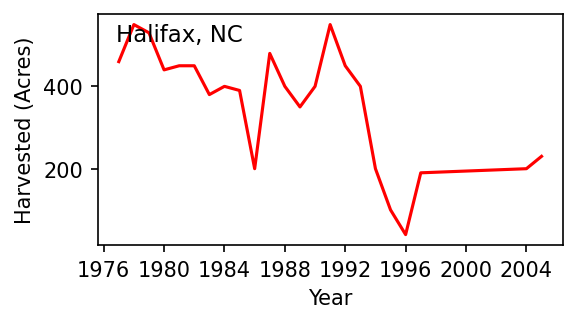 Halifax, NC
Harvested (Acres)
400
200
1976 1980 1984 1988 1992 1996 2000 2004
Year